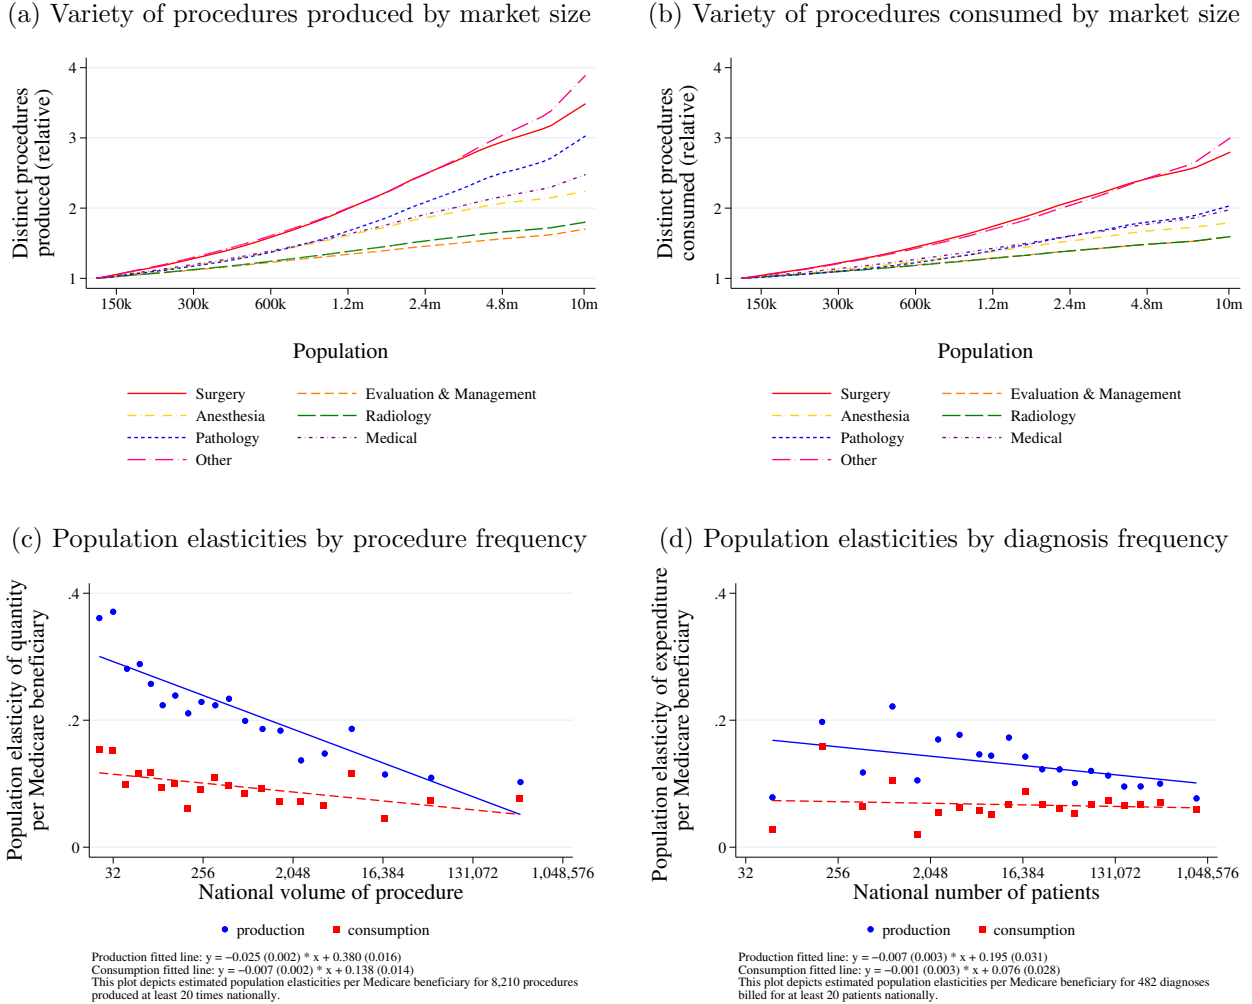 (a) Variety of procedures produced by market size
Distinct procedures
produced (relative)
4
3
2
1
150k 300k 600k 1.2m 2.4m 4.8m 10m
Population
Surgery
Evaluation & Management
Anesthesia
Radiology
Pathology
Medical
Other
(b) Variety of procedures consumed by market size
Distinct procedures
consumed (relative)
4
3
2
1
150k 300k 600k 1.2m 2.4m 4.8m 10m
Population
Surgery
Evaluation & Management
Anesthesia
Radiology
Pathology
Medical
Other
(c) Population elasticities by procedure frequency
Population elasticity of quantity
per Medicare beneficiary
.4
.2
0
32 256 2,048 16,384 131,072 1,048,576
National volume of procedure
production consumption
Production fitted line: y = −0.025 (0.002) * x + 0.380 (0.016)
Consumption fitted line: y = −0.007 (0.002) * x + 0.138 (0.014)
This plot depicts estimated population elasticities per Medicare beneficiary for 8,210 procedures
produced at least 20 times nationally.
(d) Population elasticities by diagnosis frequency
Population elasticity of expenditure
per Medicare beneficiary
.4
.2
0
32 256 2,048 16,384 131,072 1,048,576
National number of patients
production consumption
Production fitted line: y = −0.007 (0.003) * x + 0.195 (0.031)
Consumption fitted line: y = −0.001 (0.003) * x + 0.076 (0.028)
This plot depicts estimated population elasticities per Medicare beneficiary for 482 diagnoses
billed for at least 20 patients nationally.